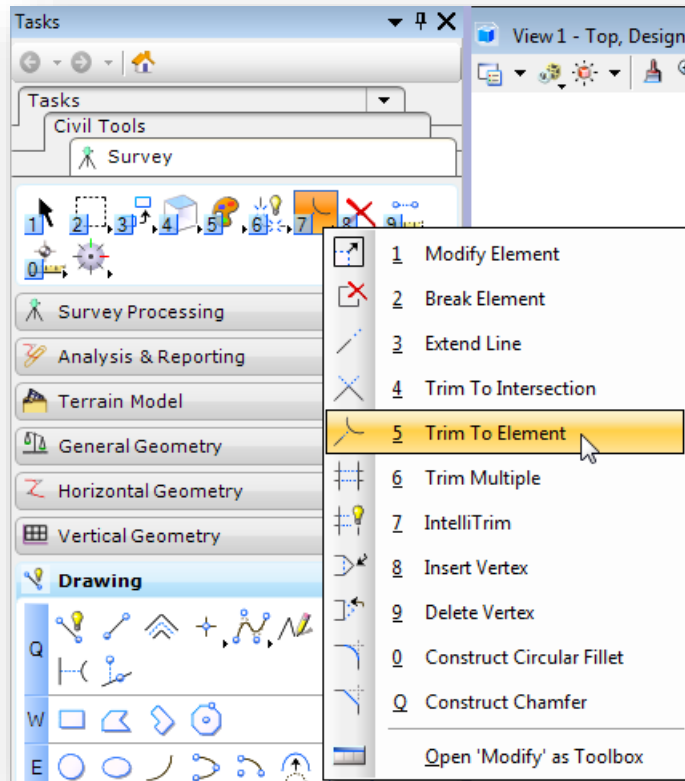 Tasks
View 1 - Top, Design
Tasks
Civil Tools
Survey
1 2 3 4 5 6 7 8 9
0
1 Modify Element
2 Break Element
3 Extend Line
4 Trim To Intersection
5 Trim To Element
6 Trim Multiple
7 IntelliTrim
8 Insert Vertex
9 Delete Vertex
0 Construct Circular Fillet
Q Construct Chamfer
Open 'Modify' as Toolbox
Survey Processing
Analysis & Reporting
Terrain Model
General Geometry
Horizontal Geometry
Vertical Geometry
Drawing
Q
W
E